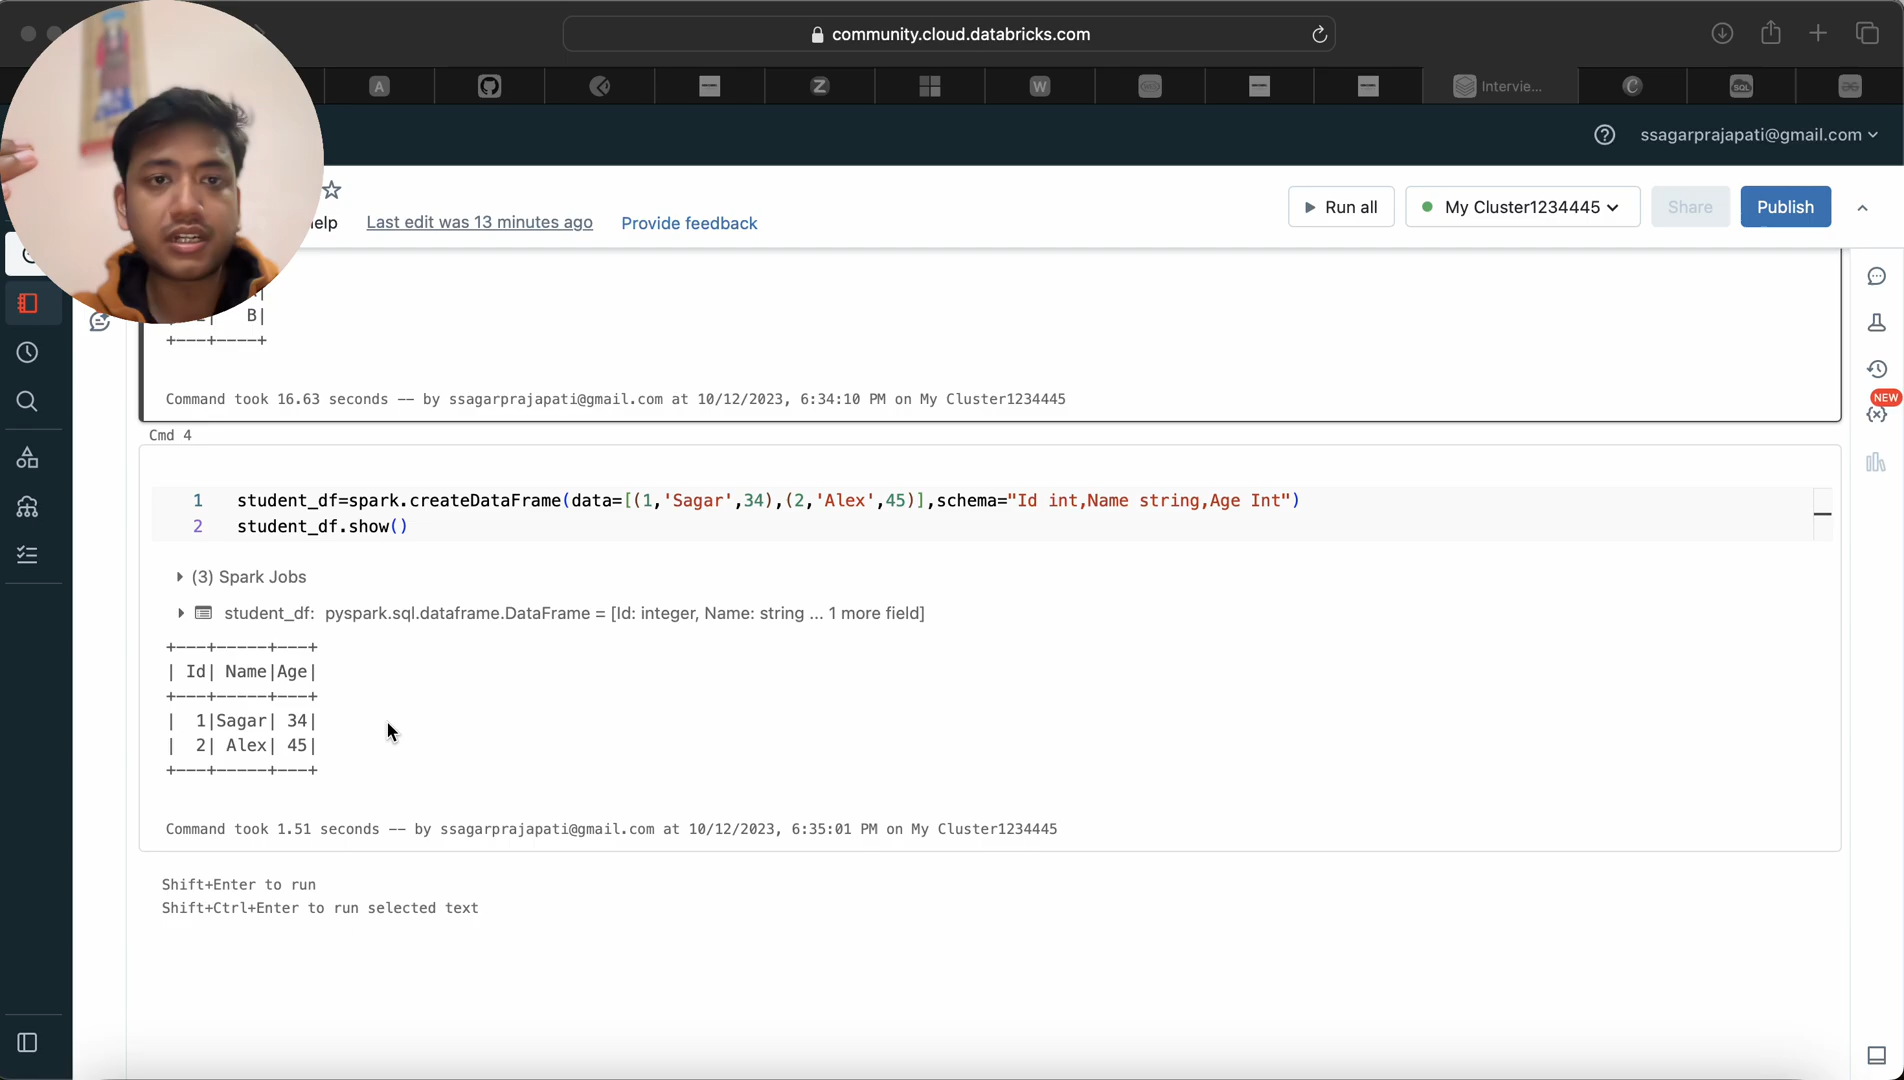 community.cloud.databricks.com
A
Z
W
Intervie...
C
SQL
ssagarprajapati@gmail.com
Last edit was 13 minutes ago
Provide feedback
Run all
My Cluster1234445
Share
Publish
B|
+---+----+
Command took 16.63 seconds -- by ssagarprajapati@gmail.com at 10/12/2023, 6:34:10 PM on My Cluster1234445
NEW
Cmd 4
1 student_df=spark.createDataFrame(data=[(1,'Sagar',34),(2,'Alex',45)],schema="Id int,Name string,Age Int")
2 student_df.show()
(3) Spark Jobs
student_df: pyspark.sql.dataframe.DataFrame = [Id: integer, Name: string ... 1 more field]
+---+-----+---+
| Id| Name|Age|
+---+-----+---+
|  1|Sagar| 34|
|  2| Alex| 45|
+---+-----+---+
Command took 1.51 seconds -- by ssagarprajapati@gmail.com at 10/12/2023, 6:35:01 PM on My Cluster1234445
Shift+Enter to run
Shift+Ctrl+Enter to run selected text